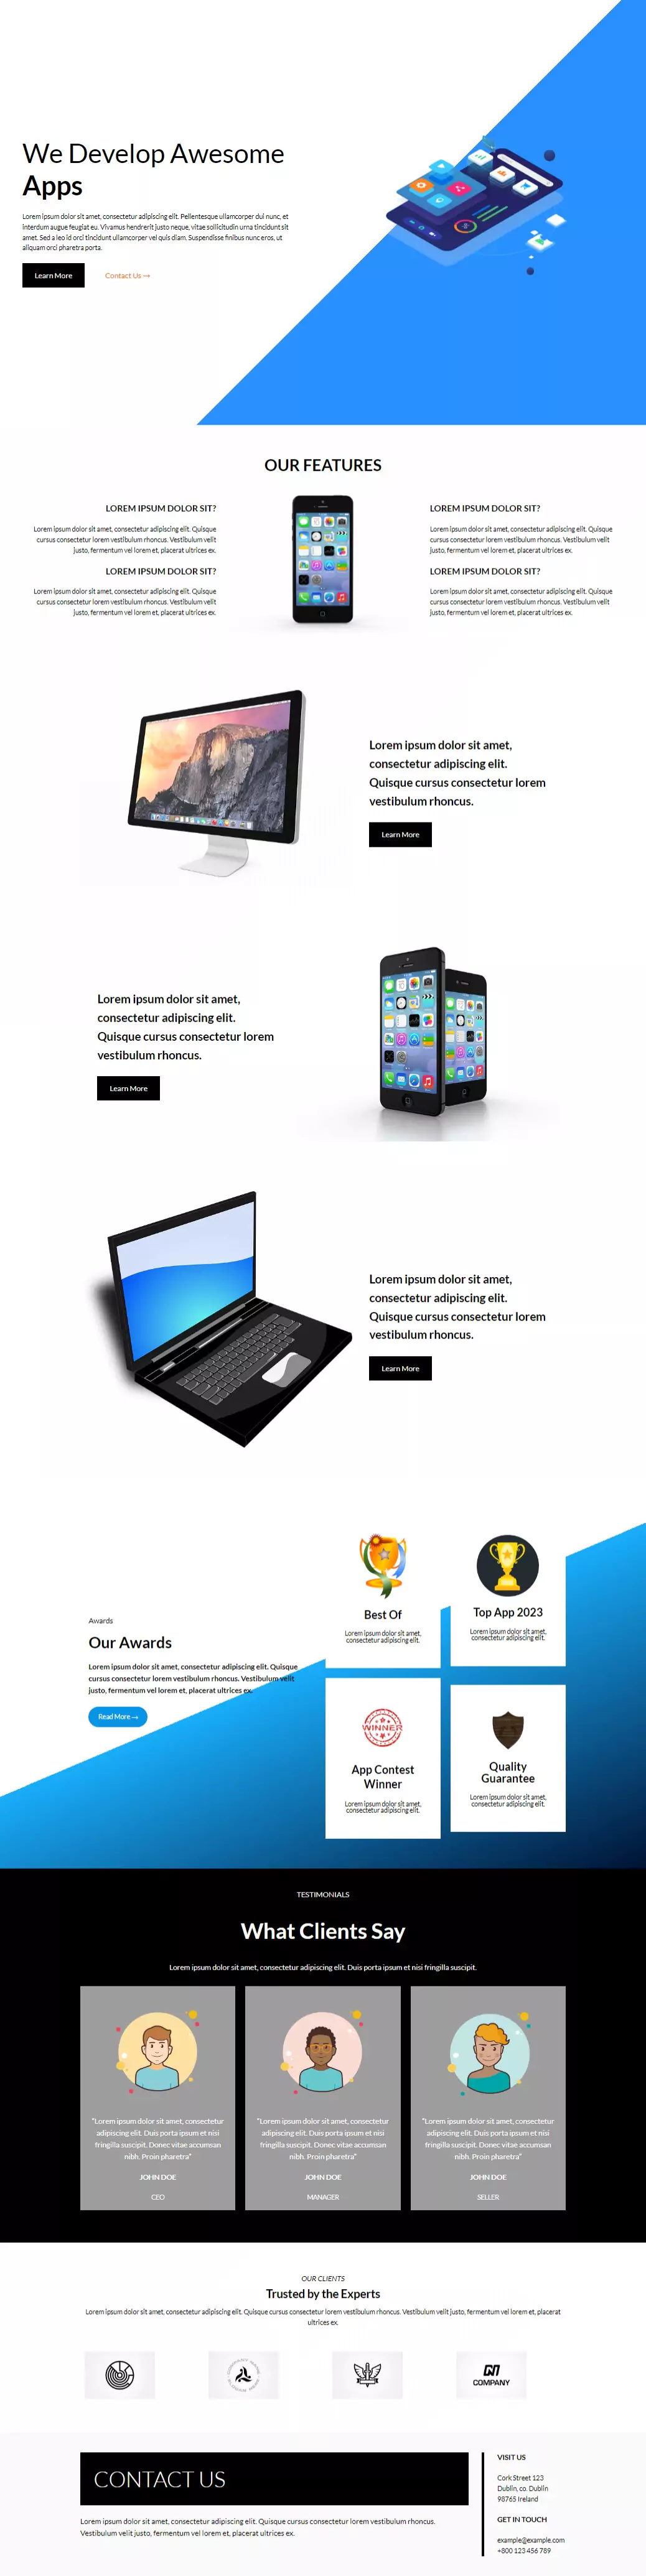 We Develop Awesome
Apps
Lorem ipsum dolor sit amet, consectetur adipiscing elit. Pellentesque ullamcorper dui nunc, et
interdum augue feugiat eu. Vivamus hendrerit justo neque, vitae sollicitudin urna tincidunt sit
amet. Sed a leo id orci tincidunt ullamcorper vel quis diam. Suspendisse finibus nunc eros, ut
aliquam orci pharetra porta.
Learn More
Contact Us →
OUR FEATURES
LOREM IPSUM DOLOR SIT?
Lorem ipsum dolor sit amet, consectetur adipiscing elit. Quisque
cursus consectetur lorem vestibulum rhoncus. Vestibulum velit
justo, fermentum vel lorem et, placerat ultrices ex.
LOREM IPSUM DOLOR SIT?
Lorem ipsum dolor sit amet, consectetur adipiscing elit. Quisque
cursus consectetur lorem vestibulum rhoncus. Vestibulum velit
justo, fermentum vel lorem et, placerat ultrices ex.
LOREM IPSUM DOLOR SIT?
Lorem ipsum dolor sit amet, consectetur adipiscing elit. Quisque
cursus consectetur lorem vestibulum rhoncus. Vestibulum velit
justo, fermentum vel lorem et, placerat ultrices ex.
LOREM IPSUM DOLOR SIT?
Lorem ipsum dolor sit amet, consectetur adipiscing elit. Quisque
cursus consectetur lorem vestibulum rhoncus. Vestibulum velit
justo, fermentum vel lorem et, placerat ultrices ex.
Lorem ipsum dolor sit amet,
consectetur adipiscing elit.
Quisque cursus consectetur lorem
vestibulum rhoncus.
Learn More
Lorem ipsum dolor sit amet,
consectetur adipiscing elit.
Quisque cursus consectetur lorem
vestibulum rhoncus.
Learn More
Lorem ipsum dolor sit amet,
consectetur adipiscing elit.
Quisque cursus consectetur lorem
vestibulum rhoncus.
Learn More
Awards
Our Awards
Lorem ipsum dolor sit amet, consectetur adipiscing elit. Quisque
cursus consectetur lorem vestibulum rhoncus. Vestibulum velit
justo, fermentum vel lorem et, placerat ultrices ex.
Read More →
Best Of
Lorem ipsum dolor sit amet,
consectetur adipiscing elit.
Top App 2023
Lorem ipsum dolor sit amet,
consectetur adipiscing elit.
WINNER
App Contest
Winner
Lorem ipsum dolor sit amet,
consectetur adipiscing elit.
Quality
Guarantee
Lorem ipsum dolor sit amet,
consectetur adipiscing elit.
TESTIMONIALS
What Clients Say
Lorem ipsum dolor sit amet, consectetur adipiscing elit. Duis porta ipsum et nisi fringilla suscipit.
"Lorem ipsum dolor sit amet, consectetur
adipiscing elit. Duis porta ipsum et nisi
fringilla suscipit. Donec vitae accumsan
nibh. Proin pharetra"
JOHN DOE
CEO
"Lorem ipsum dolor sit amet, consectetur
adipiscing elit. Duis porta ipsum et nisi
fringilla suscipit. Donec vitae accumsan
nibh. Proin pharetra"
JOHN DOE
MANAGER
"Lorem ipsum dolor sit amet, consectetur
adipiscing elit. Duis porta ipsum et nisi
fringilla suscipit. Donec vitae accumsan
nibh. Proin pharetra"
JOHN DOE
SELLER
OUR CLIENTS
Trusted by the Experts
Lorem ipsum dolor sit amet, consectetur adipiscing elit. Quisque cursus consectetur lorem vestibulum rhoncus. Vestibulum velit justo, fermentum vel lorem et, placerat
ultrices ex.
COMPANY
CONTACT US
Lorem ipsum dolor sit amet, consectetur adipiscing elit. Quisque cursus consectetur lorem vestibulum rhoncus.
Vestibulum velit justo, fermentum vel lorem et, placerat ultrices ex.
VISIT US
Cork Street 123
Dublin, co. Dublin
98765 Ireland
GET IN TOUCH
example@example.com
+800 123 456 789